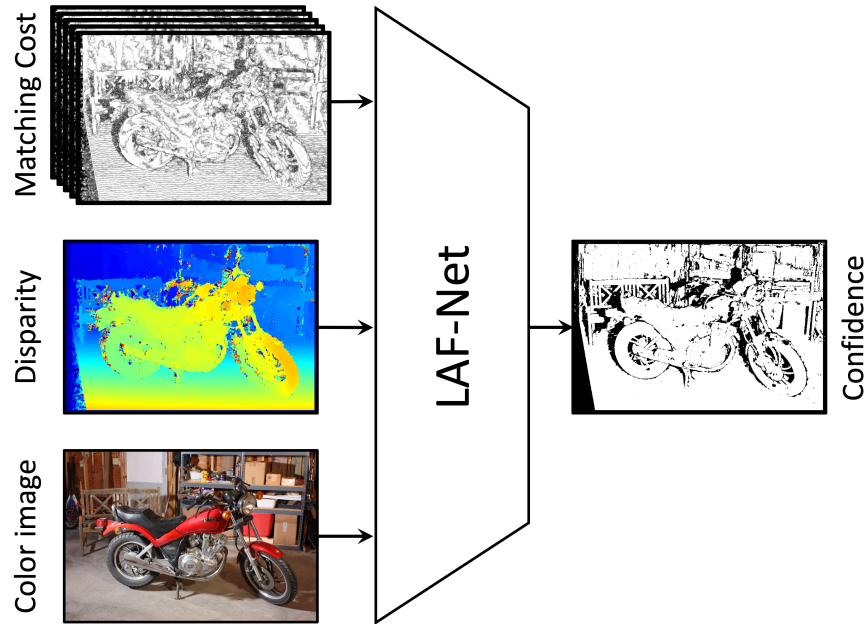 Matching Cost
Disparity
Color image
LAF-Net
Confidence